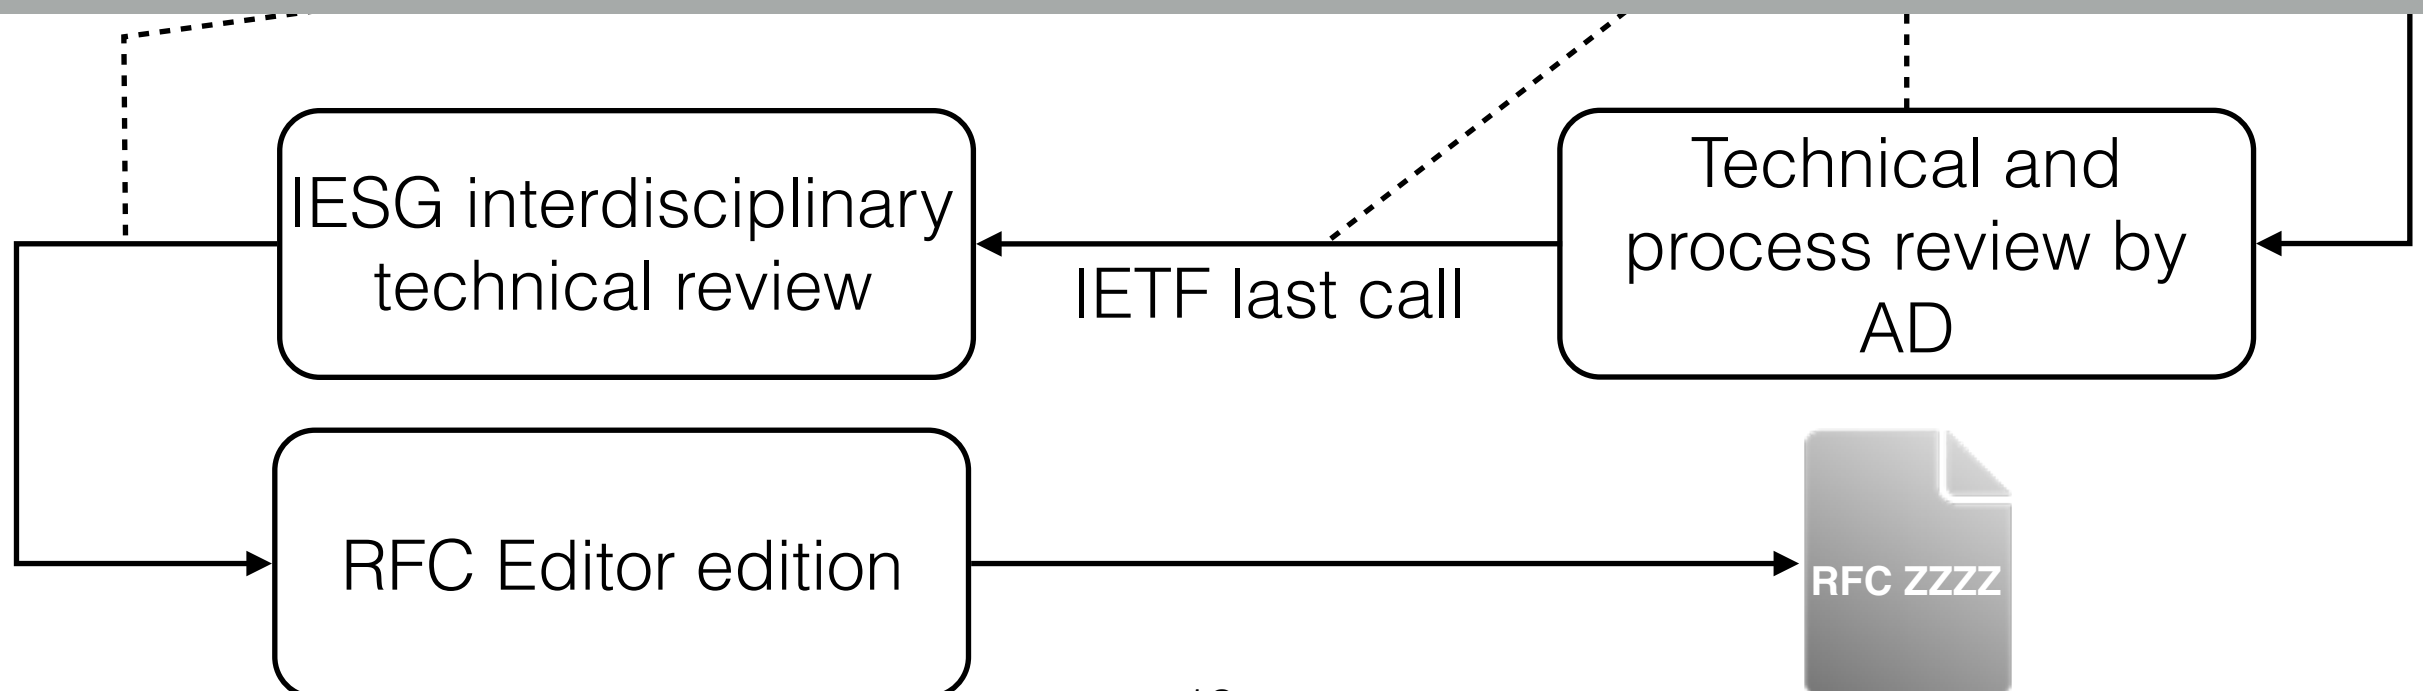 IESG interdisciplinary
technical review
IETF last call
Technical and
process review by
AD
RFC Editor edition
RFC ZZZZ